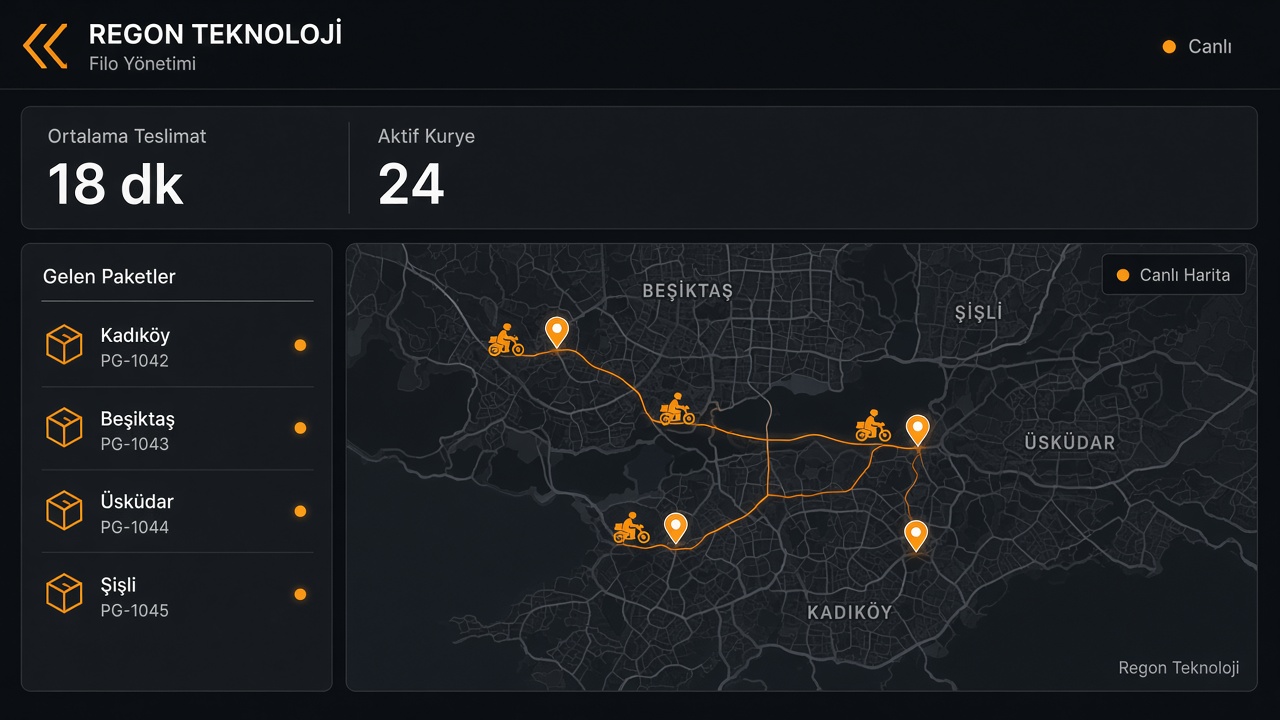 REGON TEKNOLOJİ
Filo Yönetimi
Canlı
Ortalama Teslimat
18 dk
Aktif Kurye
24
Gelen Paketler
Kadıköy
PG-1042
Beşiktaş
PG-1043
Üsküdar
PG-1044
Şişli
PG-1045
Canlı Harita
BEŞİKTAŞ
ŞİŞLİ
ÜSKÜDAR
KADIKÖY
Regon Teknoloji